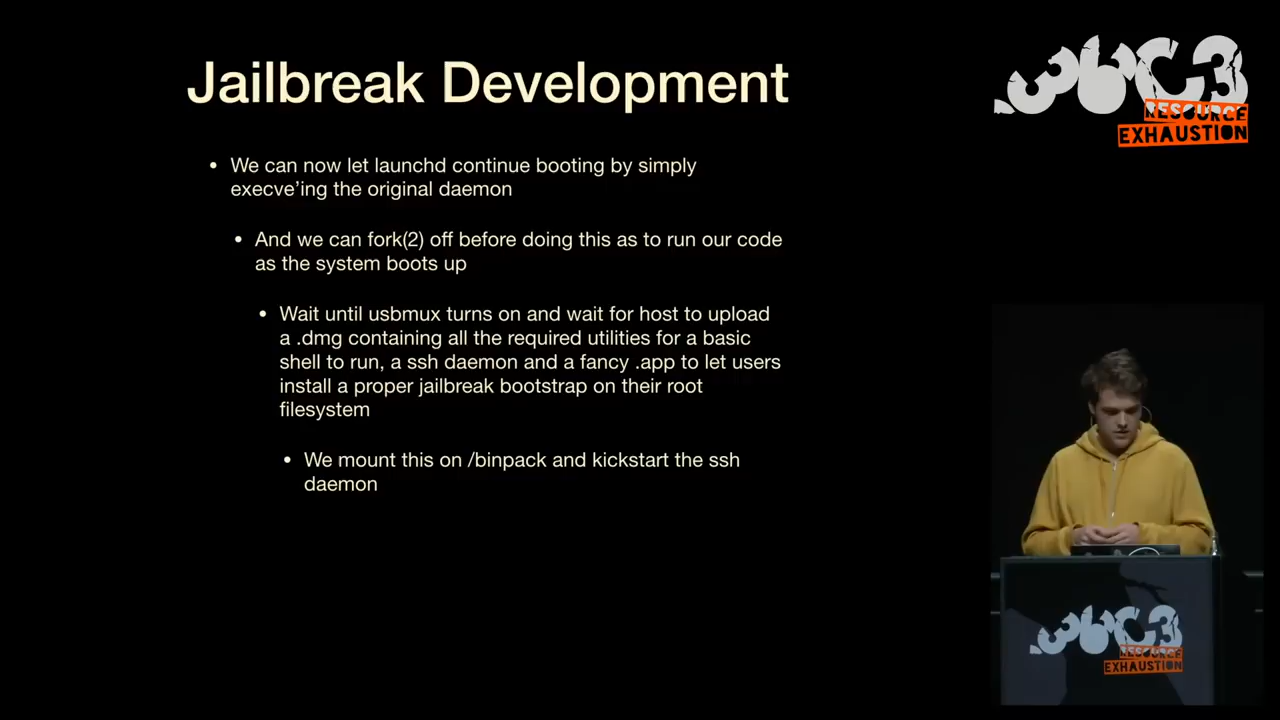 Jailbreak Development
• We can now let launchd continue booting by simply
execve’ing the original daemon
• And we can fork(2) off before doing this as to run our code
as the system boots up
• Wait until usbmux turns on and wait for host to upload
a .dmg containing all the required utilities for a basic
shell to run, a ssh daemon and a fancy .app to let users
install a proper jailbreak bootstrap on their root
filesystem
• We mount this on /binpack and kickstart the ssh
daemon
36C3
RESOURCE
EXHAUSTION
36C3
RESOURCE
EXHAUSTION